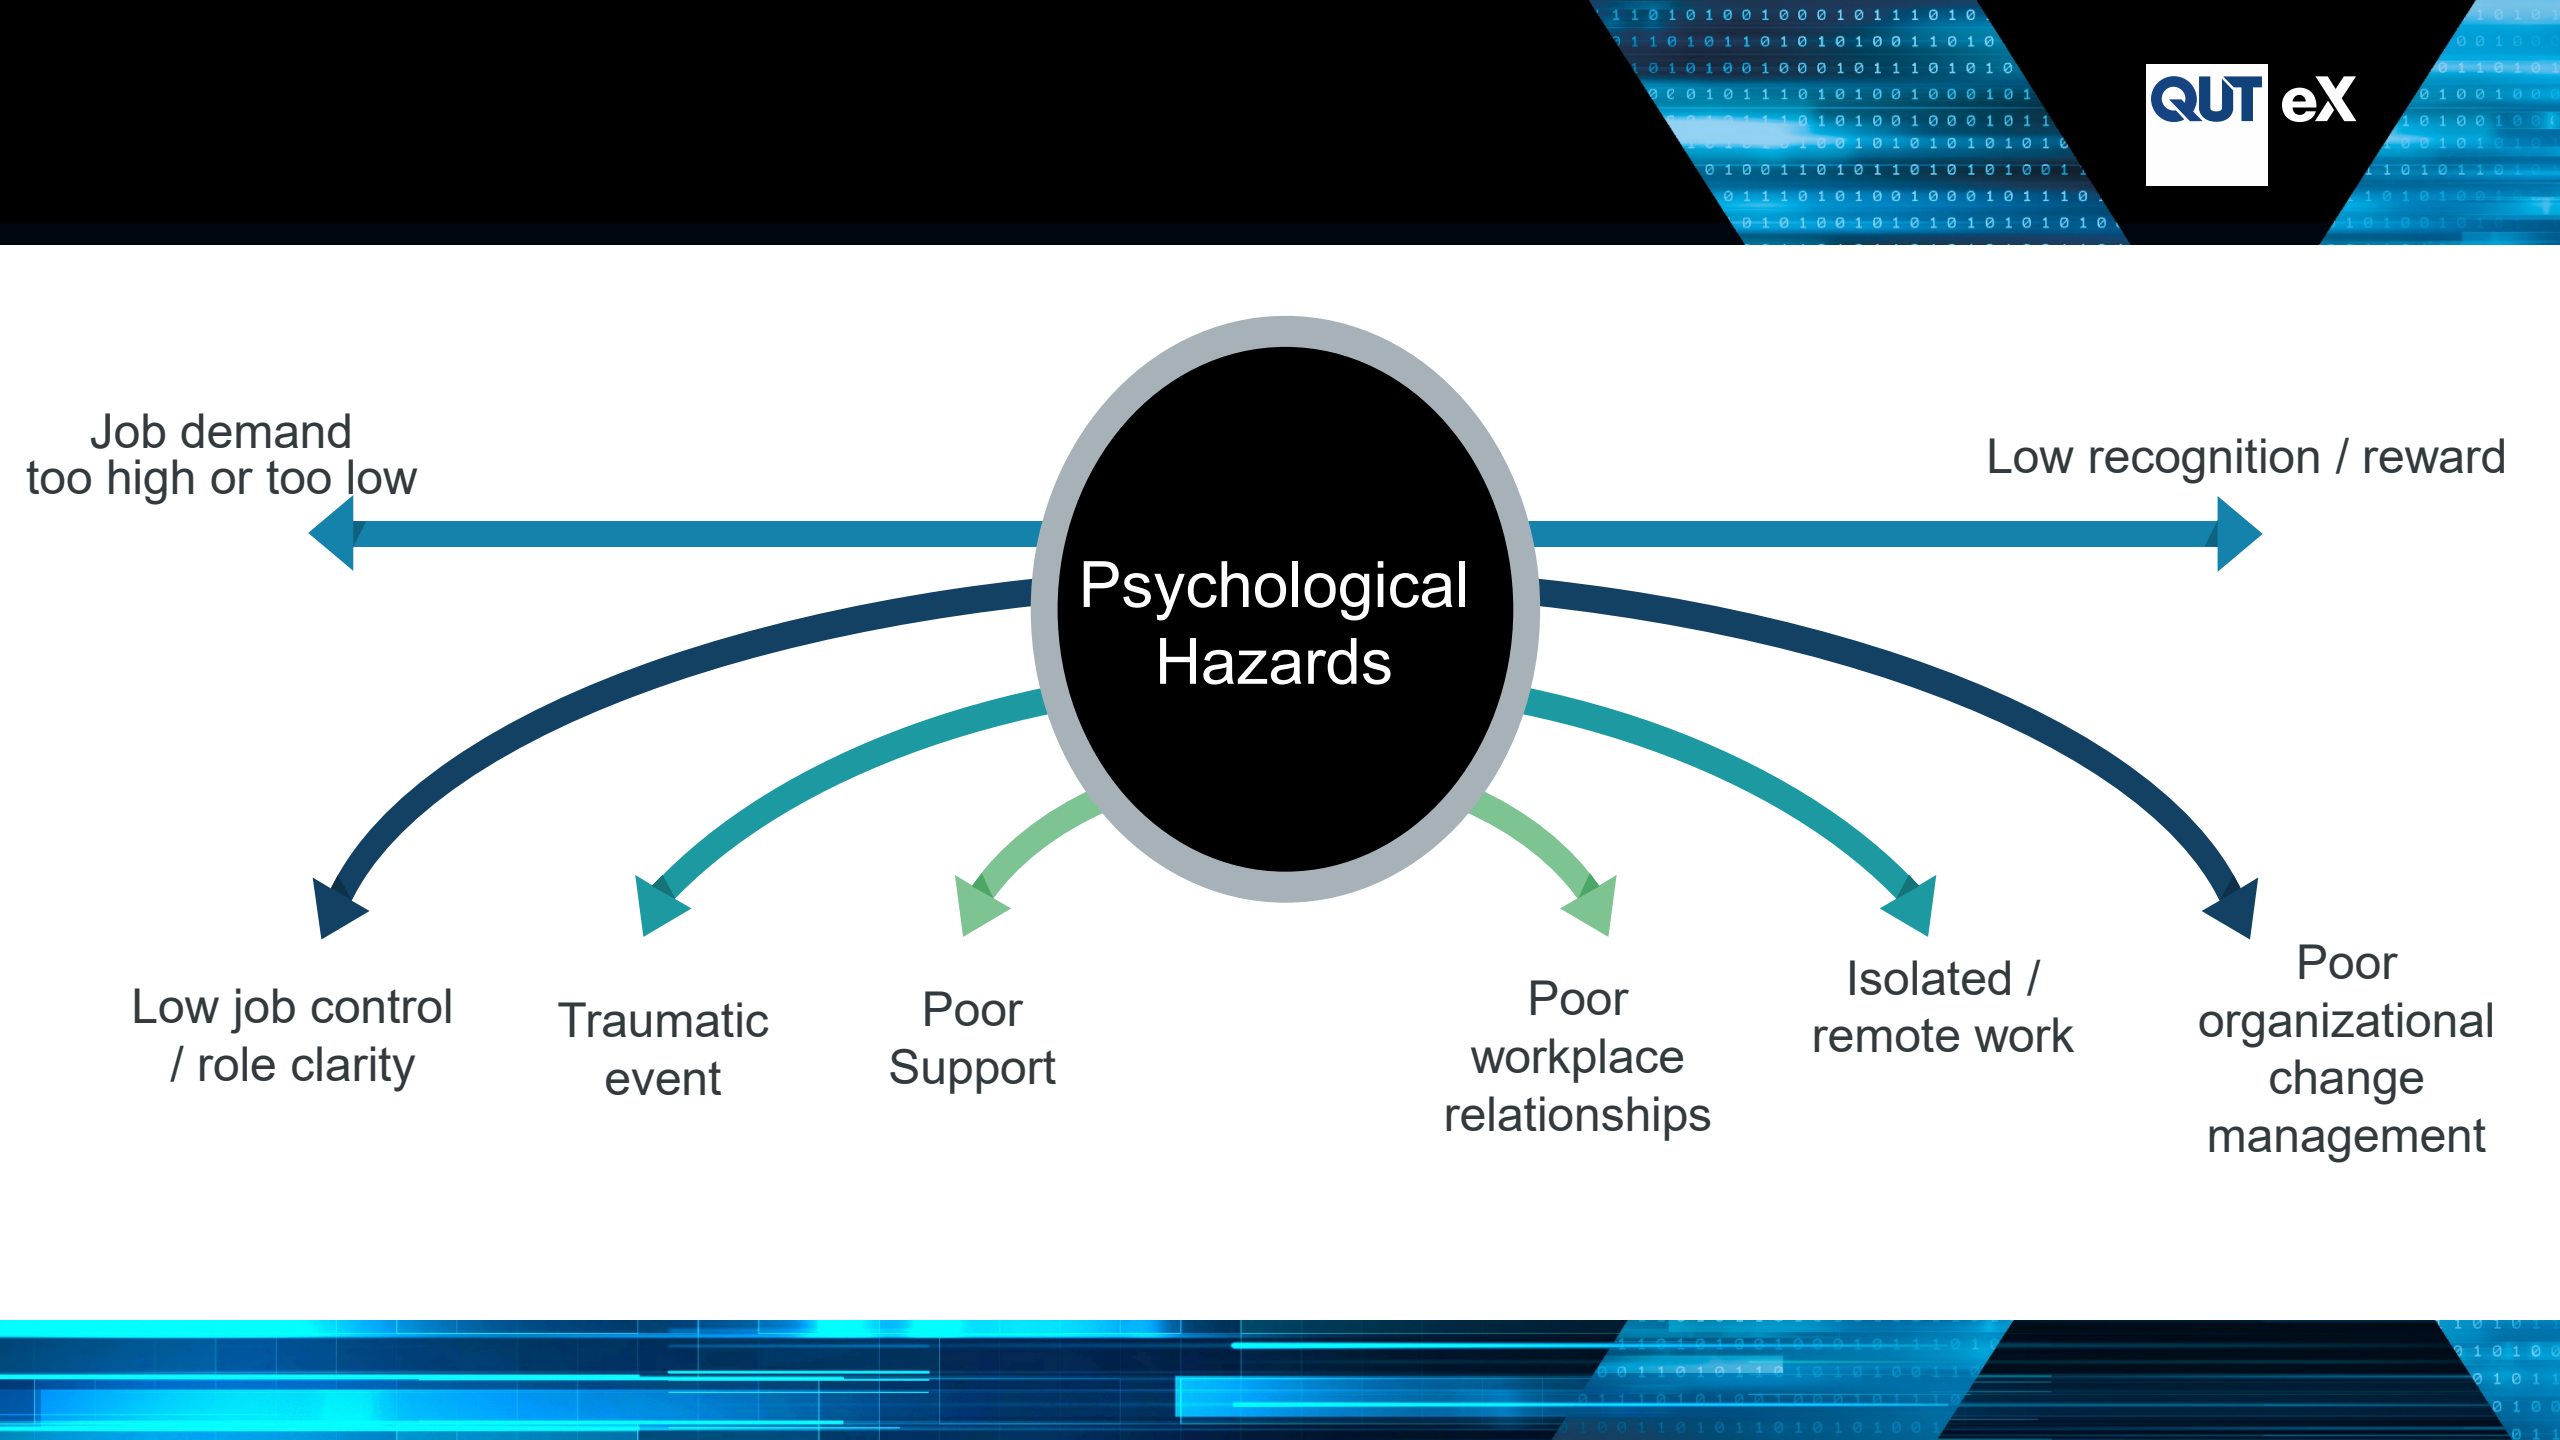 QUT eX
Job demand
too high or too low
Low recognition / reward
Psychological
Hazards
Low job control
/ role clarity
Traumatic
event
Poor
Support
Poor
workplace
relationships
Isolated /
remote work
Poor
organizational
change
management